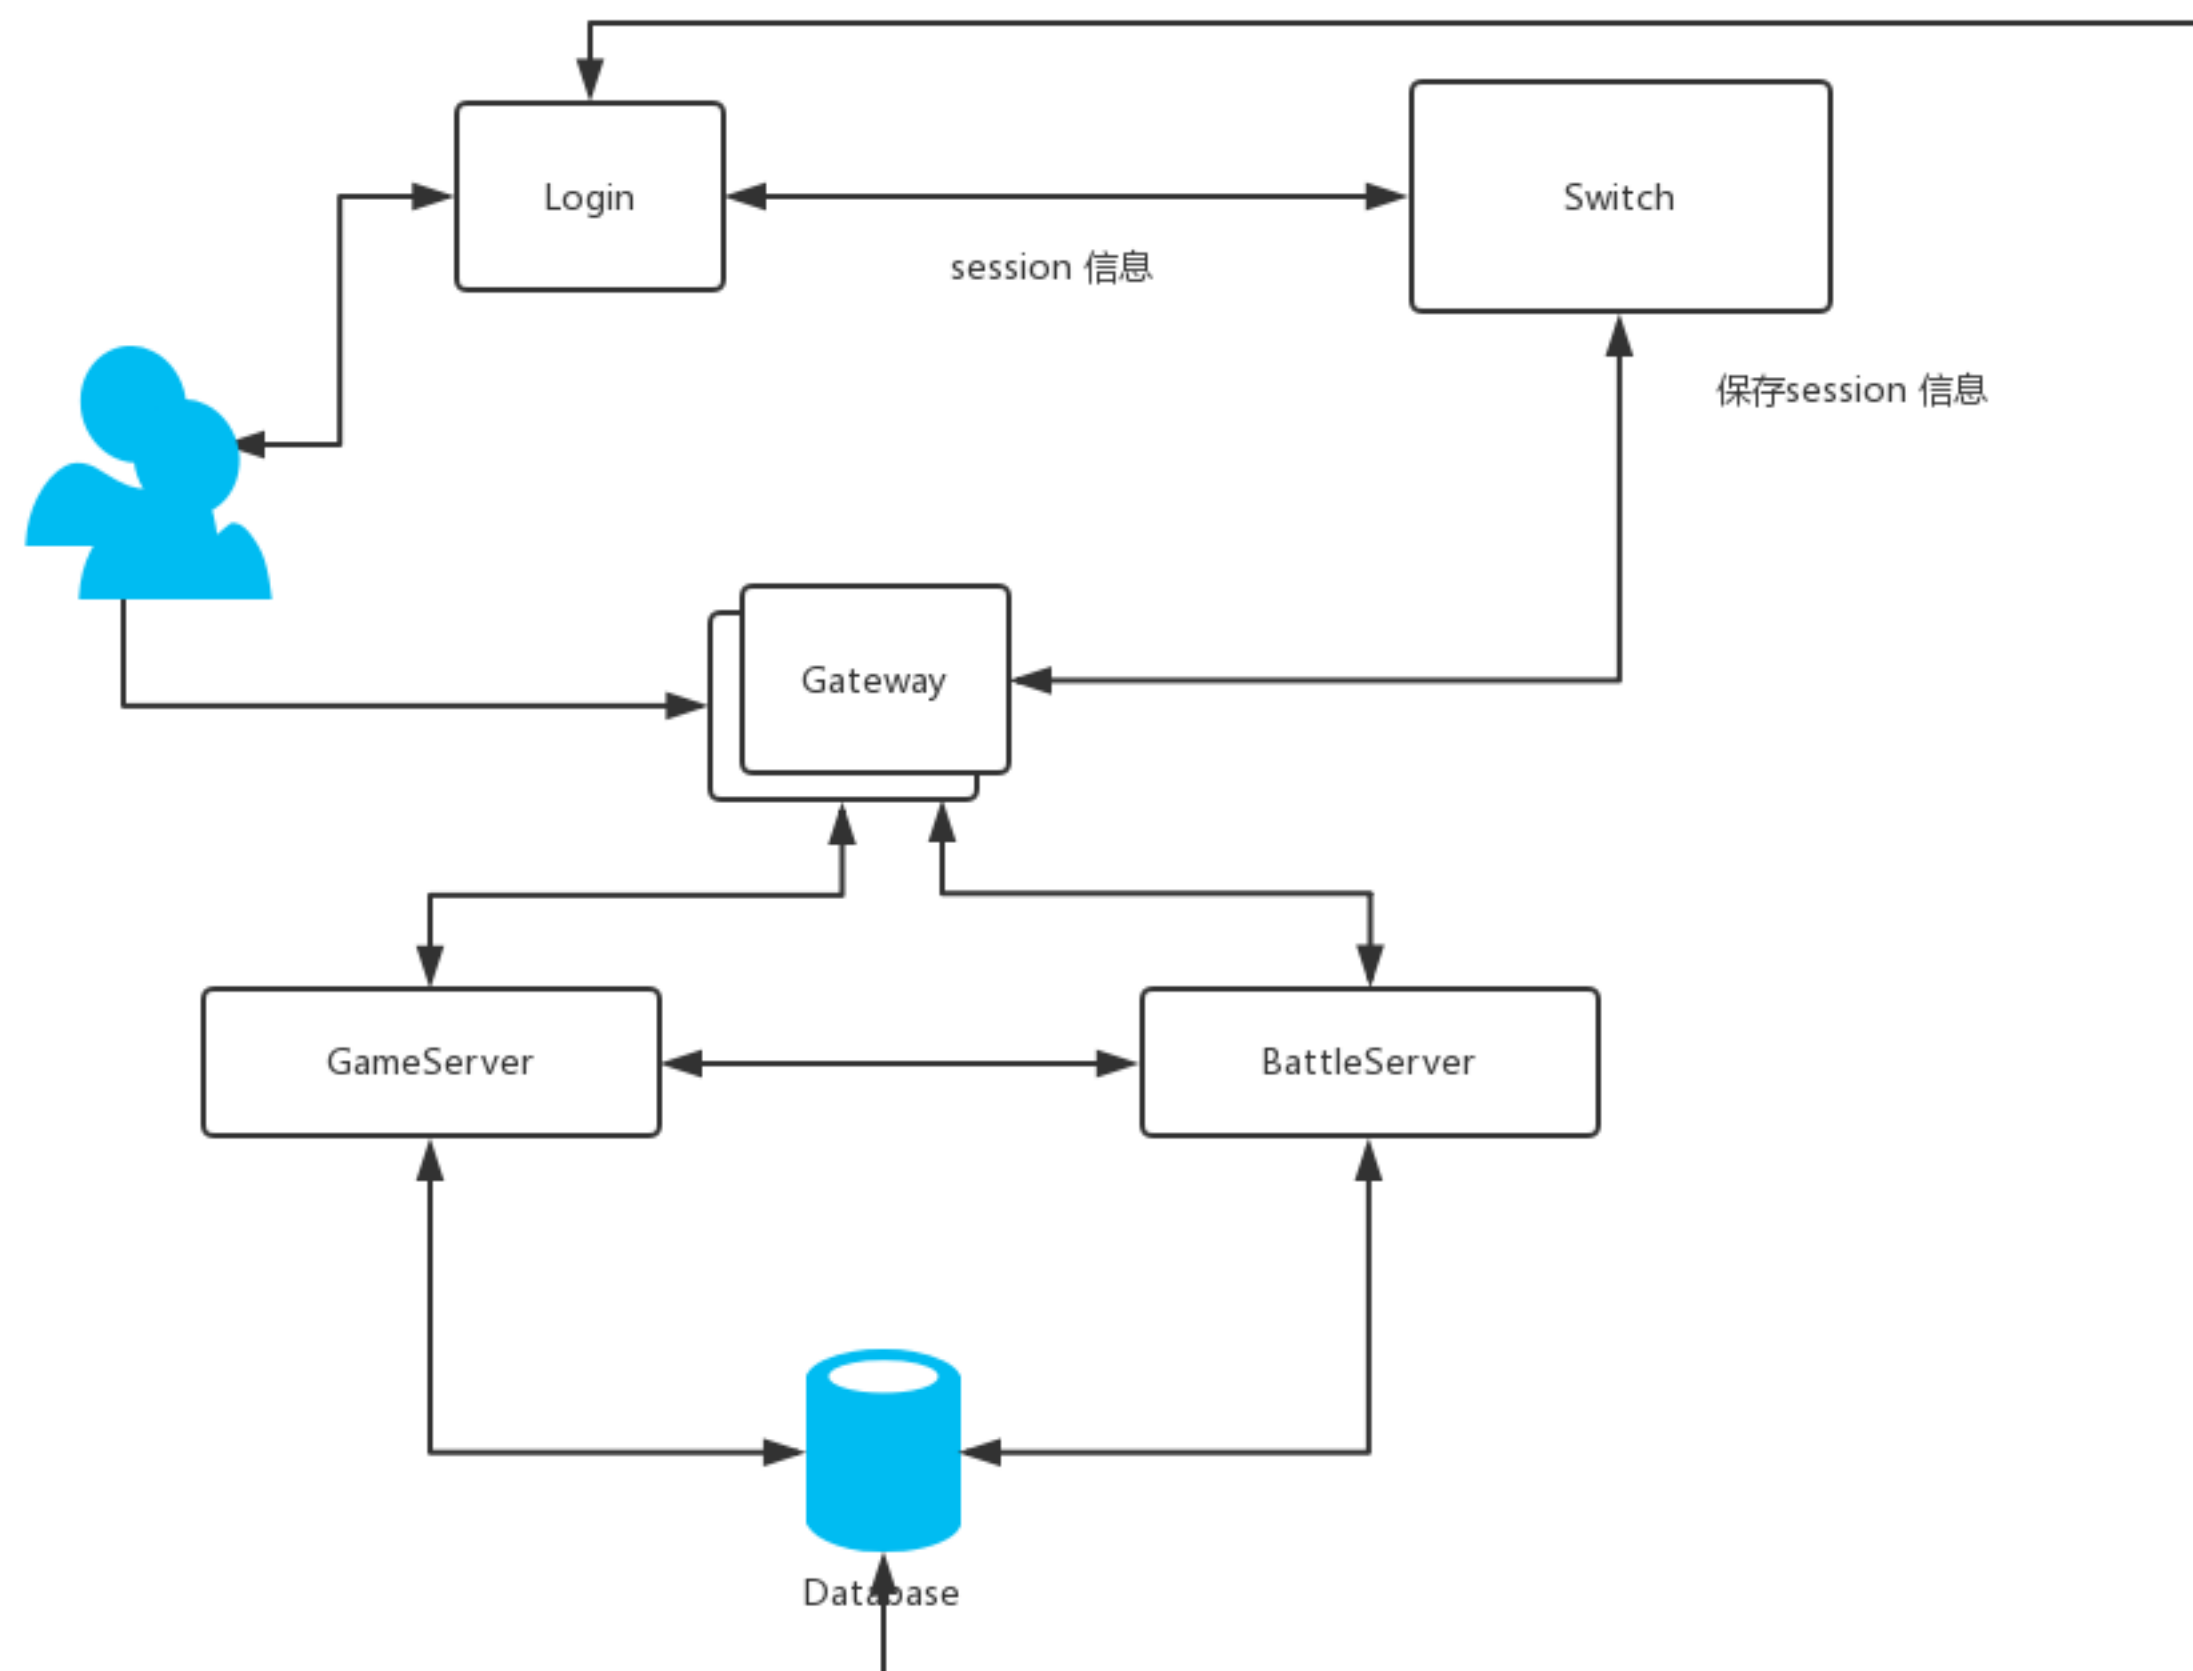 Login
Switch
session 信息
保存session 信息
Gateway
GameServer
BattleServer
Database